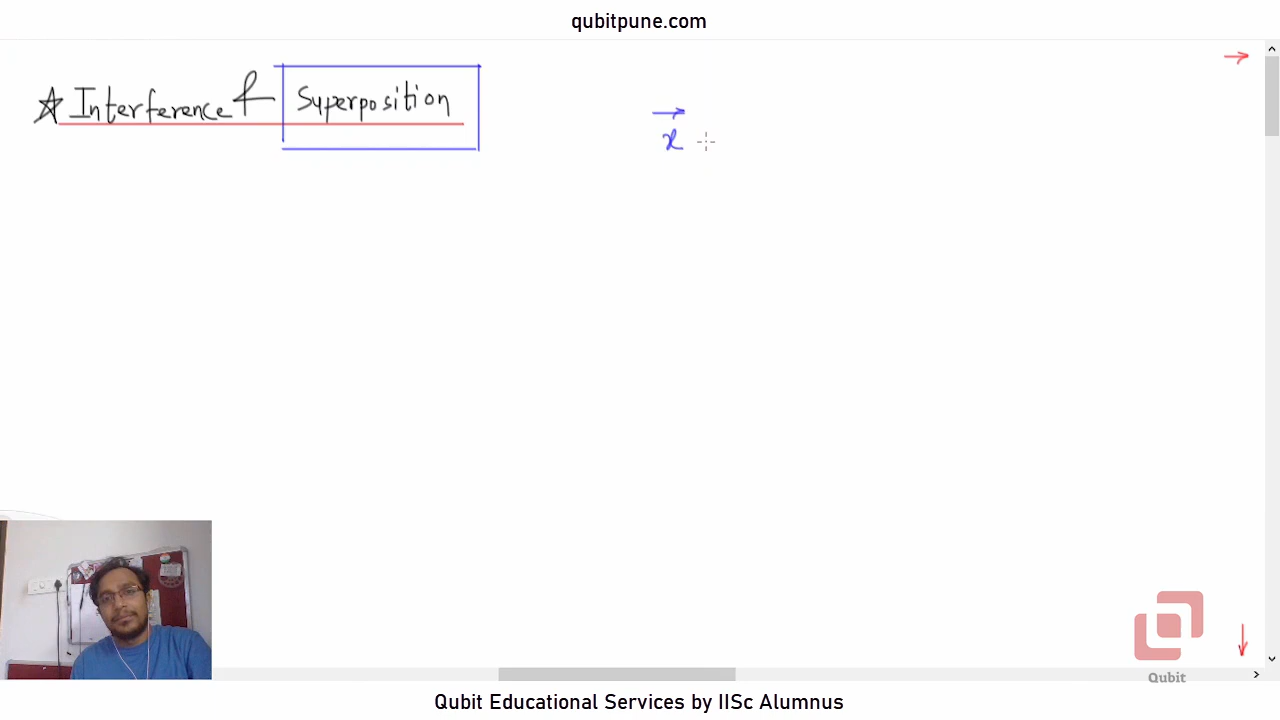 qubitpune.com
☆ Interference & Superposition
x
Qubit
Qubit Educational Services by IISc Alumnus